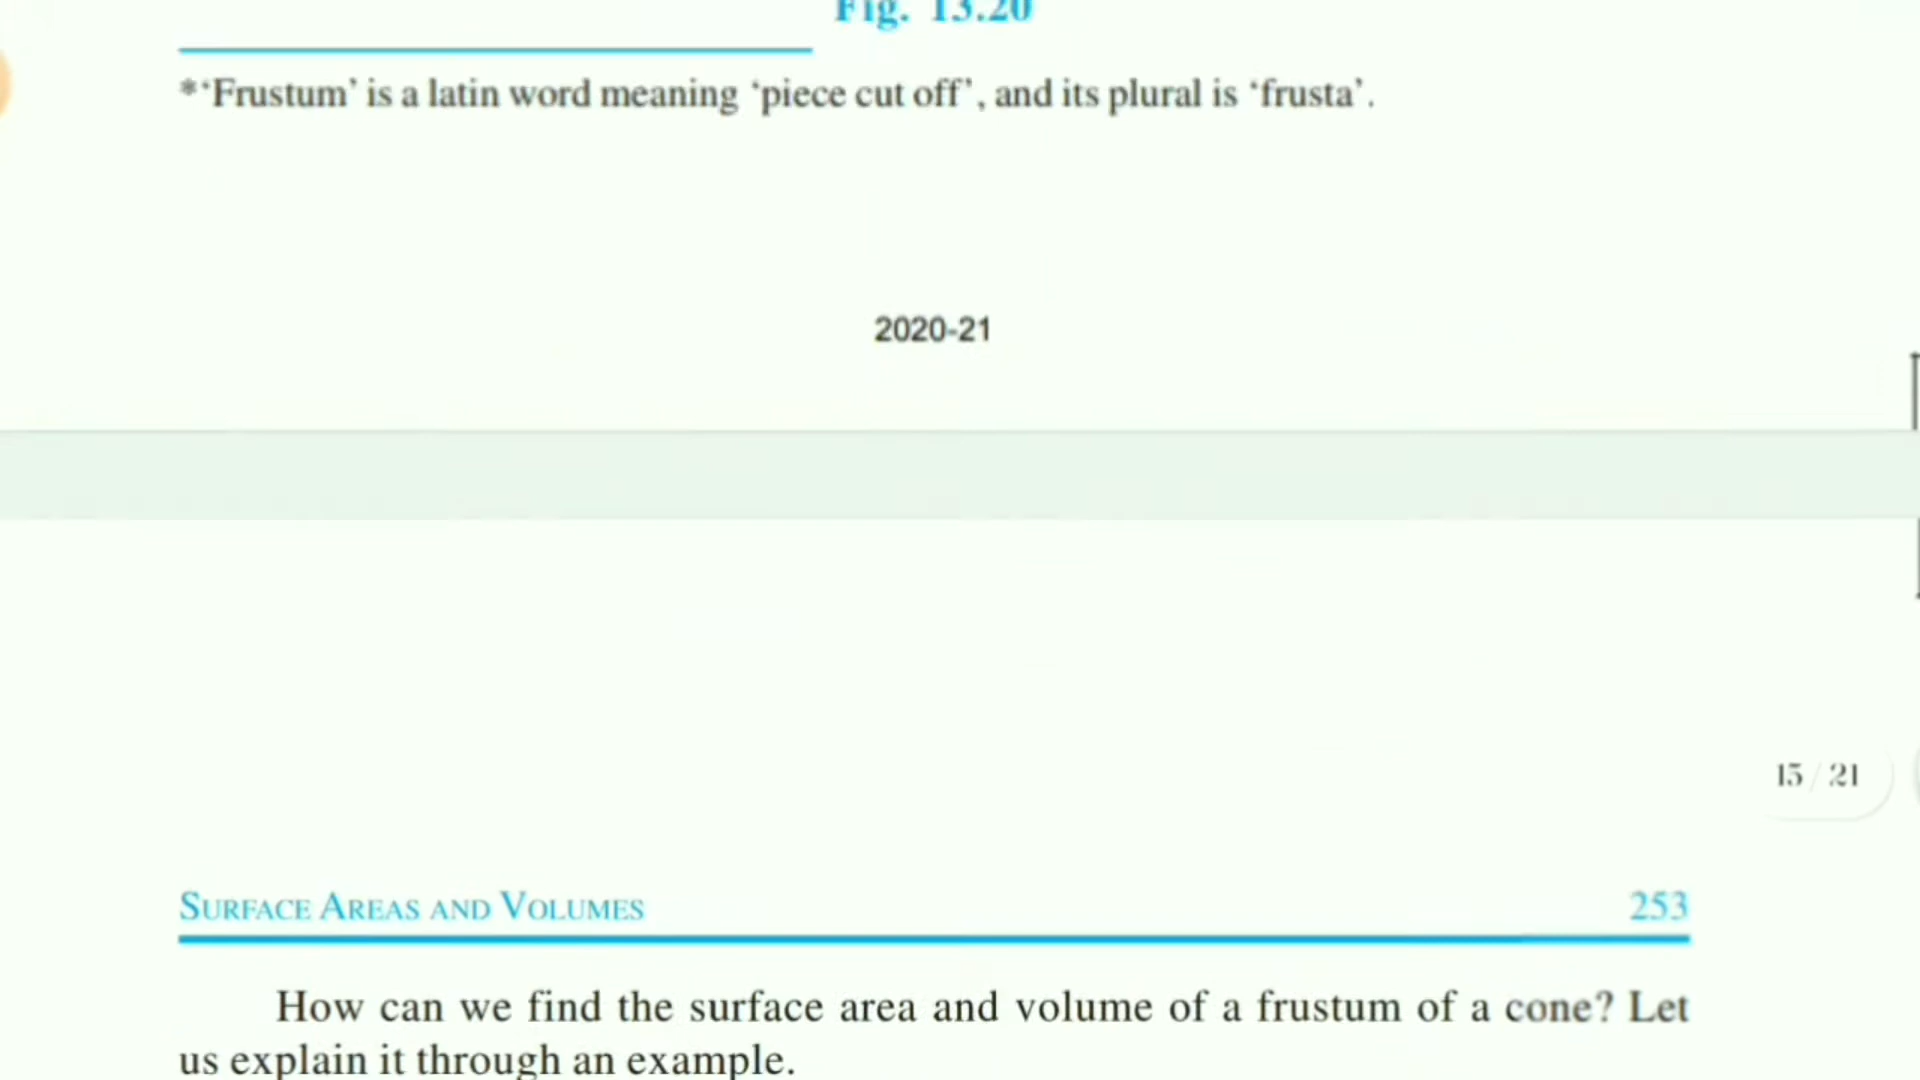 Fig. 13.20
*‘Frustum’ is a latin word meaning ‘piece cut off’, and its plural is ‘frusta’.
2020-21
15 / 21
SURFACE AREAS AND VOLUMES 253
How can we find the surface area and volume of a frustum of a cone? Let
us explain it through an example.